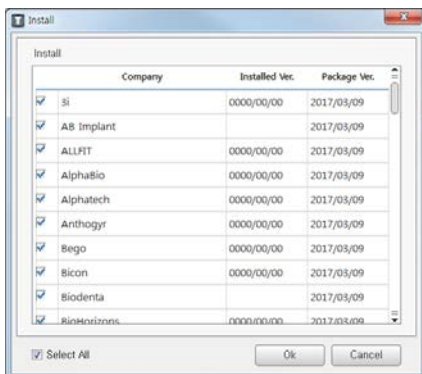 Install
Install
Company Installed Ver. Package Ver.
3i 0000/00/00 2017/03/09
AB Implant 2017/03/09
ALLFIT 0000/00/00 2017/03/09
AlphaBio 0000/00/00 2017/03/09
Alphatech 0000/00/00 2017/03/09
Anthogyr 0000/00/00 2017/03/09
Bego 0000/00/00 2017/03/09
Bicon 0000/00/00 2017/03/09
Biodenta 2017/03/09
BioHorizons 0000/00/00 2017/03/09
Select All Ok Cancel